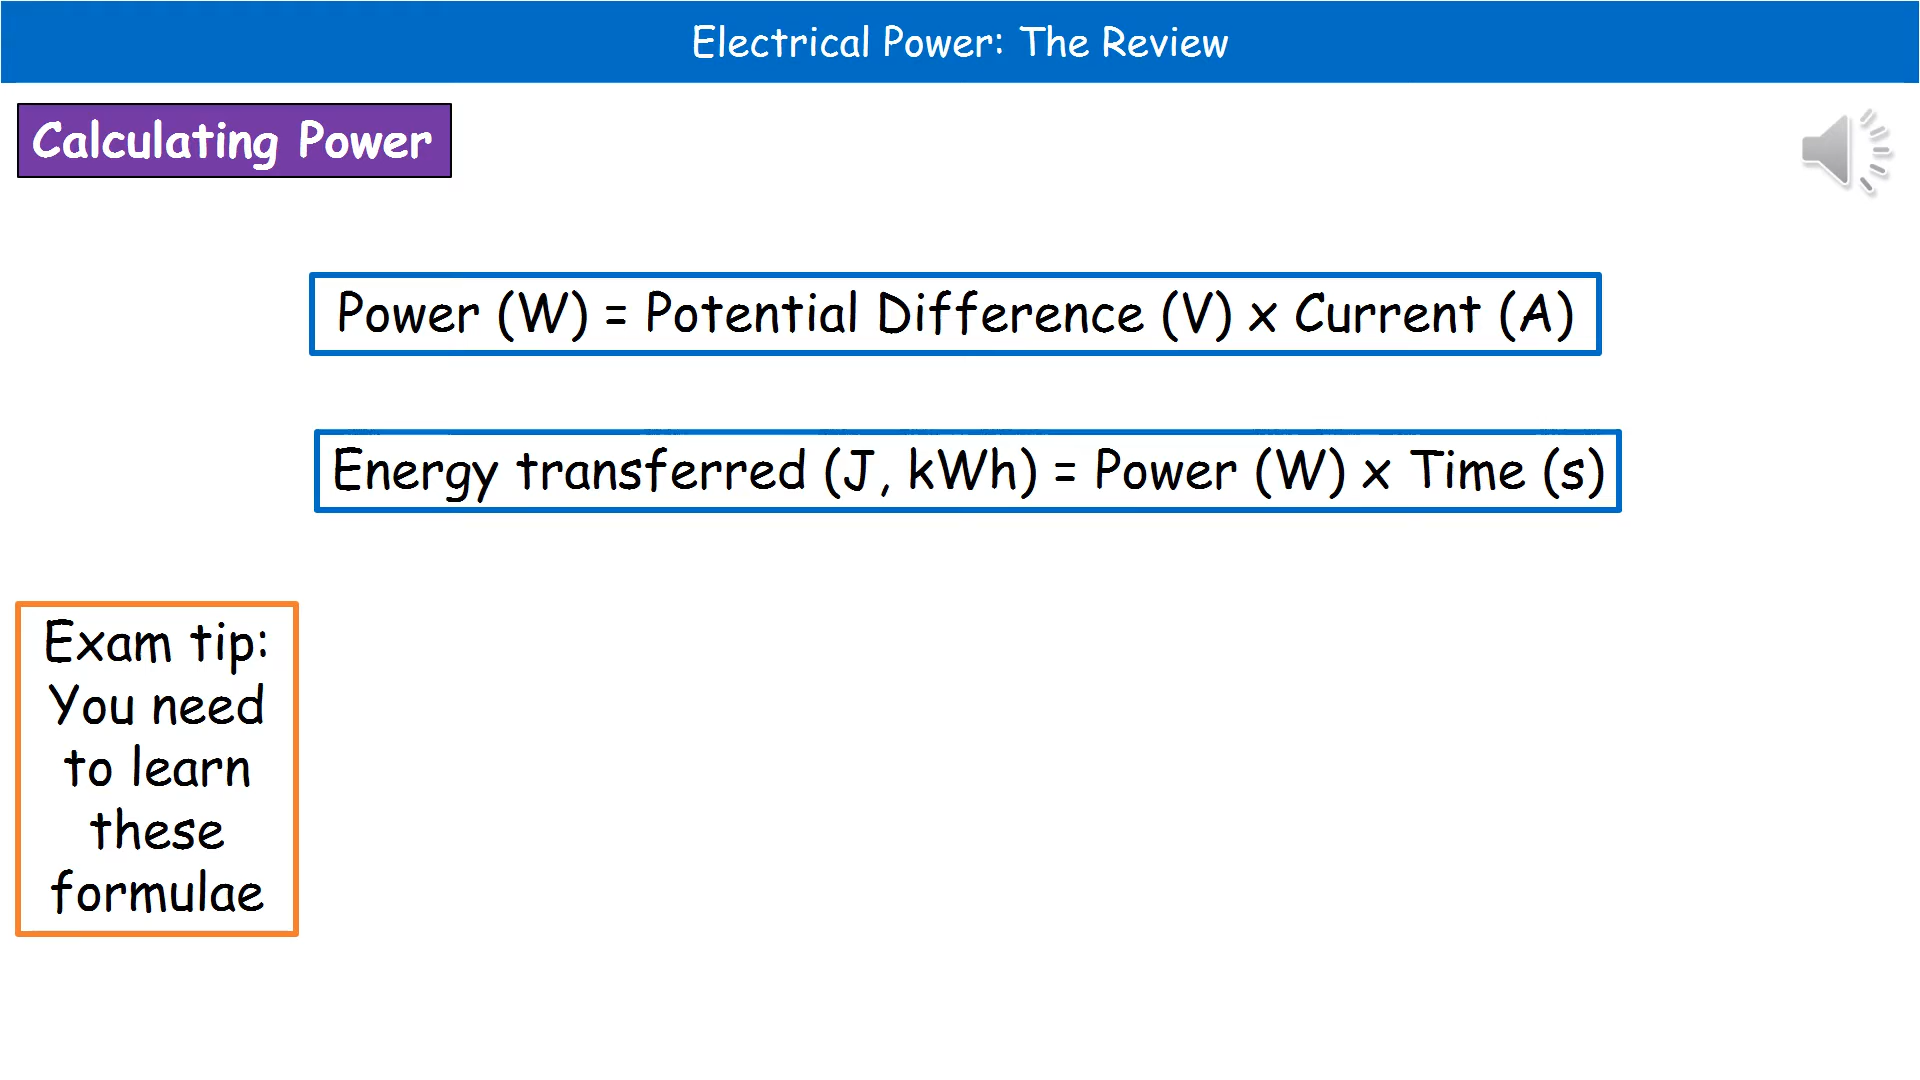 Electrical Power: The Review
Calculating Power
Power (W) = Potential Difference (V) x Current (A)
Energy transferred (J, kWh) = Power (W) x Time (s)
Exam tip:
You need
to learn
these
formulae